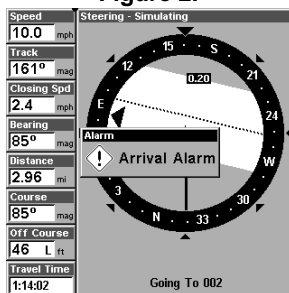 Figure 2.
Speed
10.0 mph
Track
161° mag
Closing Spd
2.4 mph
Bearing
85° mag
Distance
2.96 mi
Course
85° mag
Off Course
46 L ft
Travel Time
1:14:02
Steering - Simulating
15 · S
12
21
0.20
E
24
W
3
30
N
33
Alarm
! Arrival Alarm
Going To 002